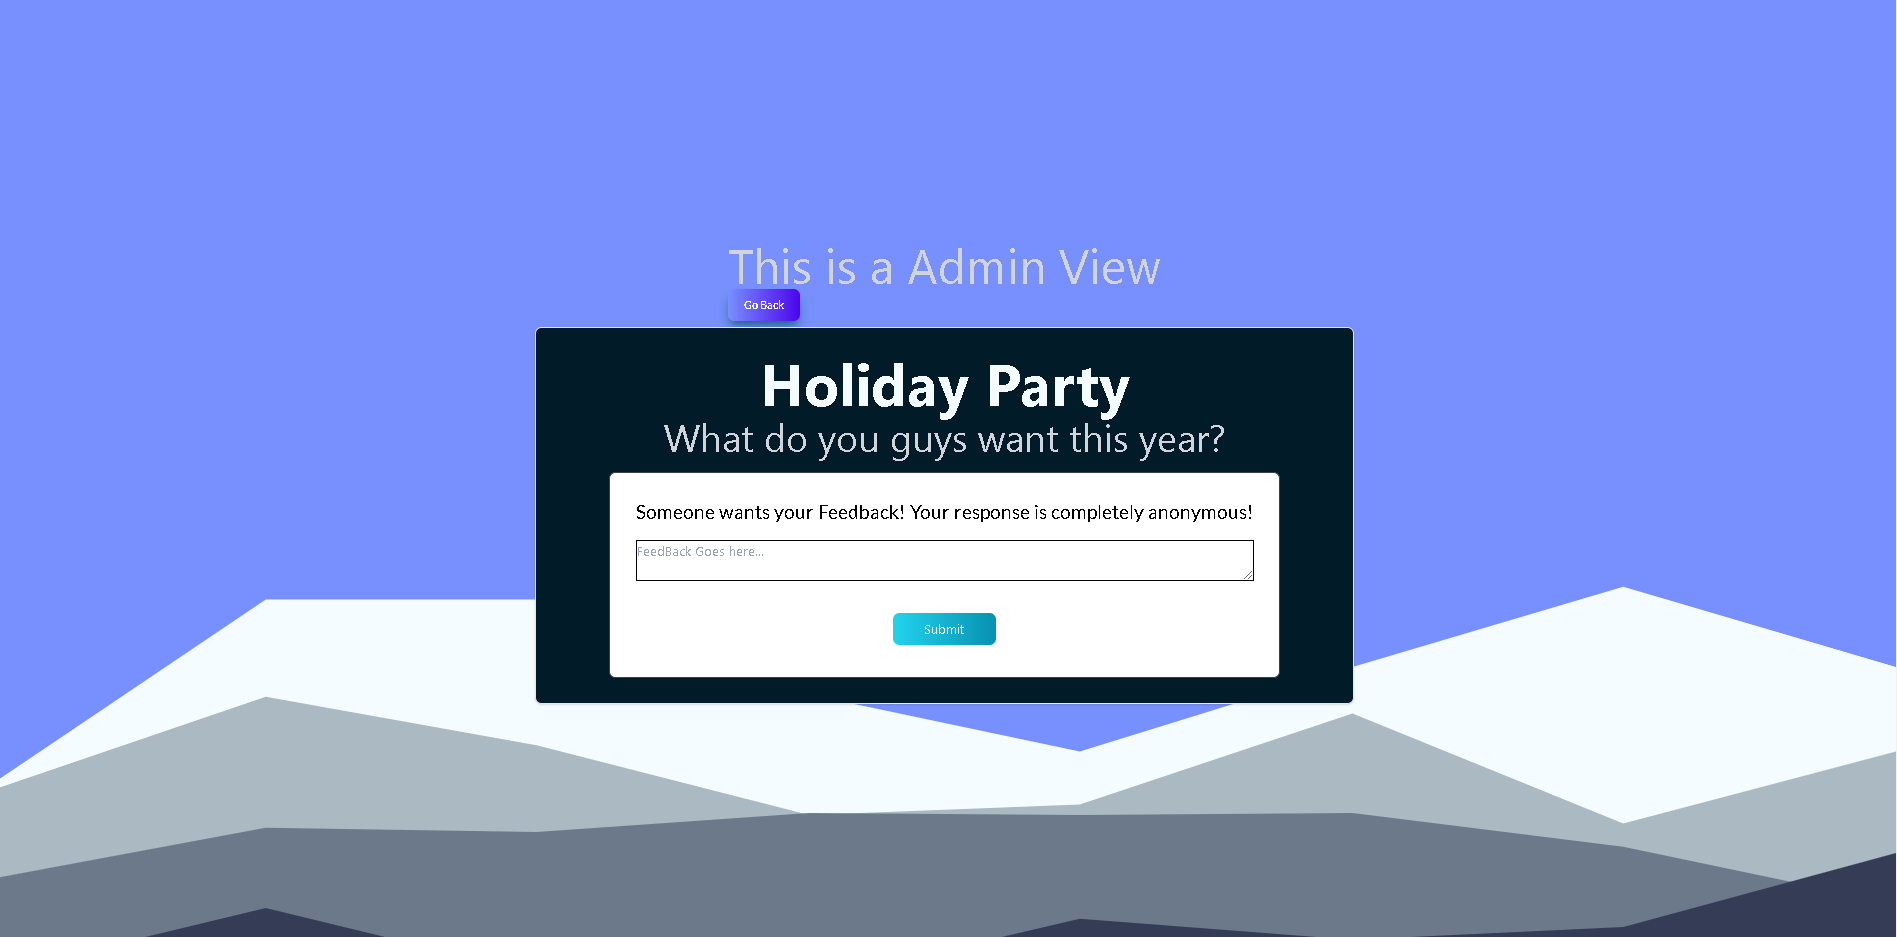 This is a Admin View
Go Back
Holiday Party
What do you guys want this year?
Someone wants your Feedback! Your response is completely anonymous!
FeedBack Goes here...
Submit